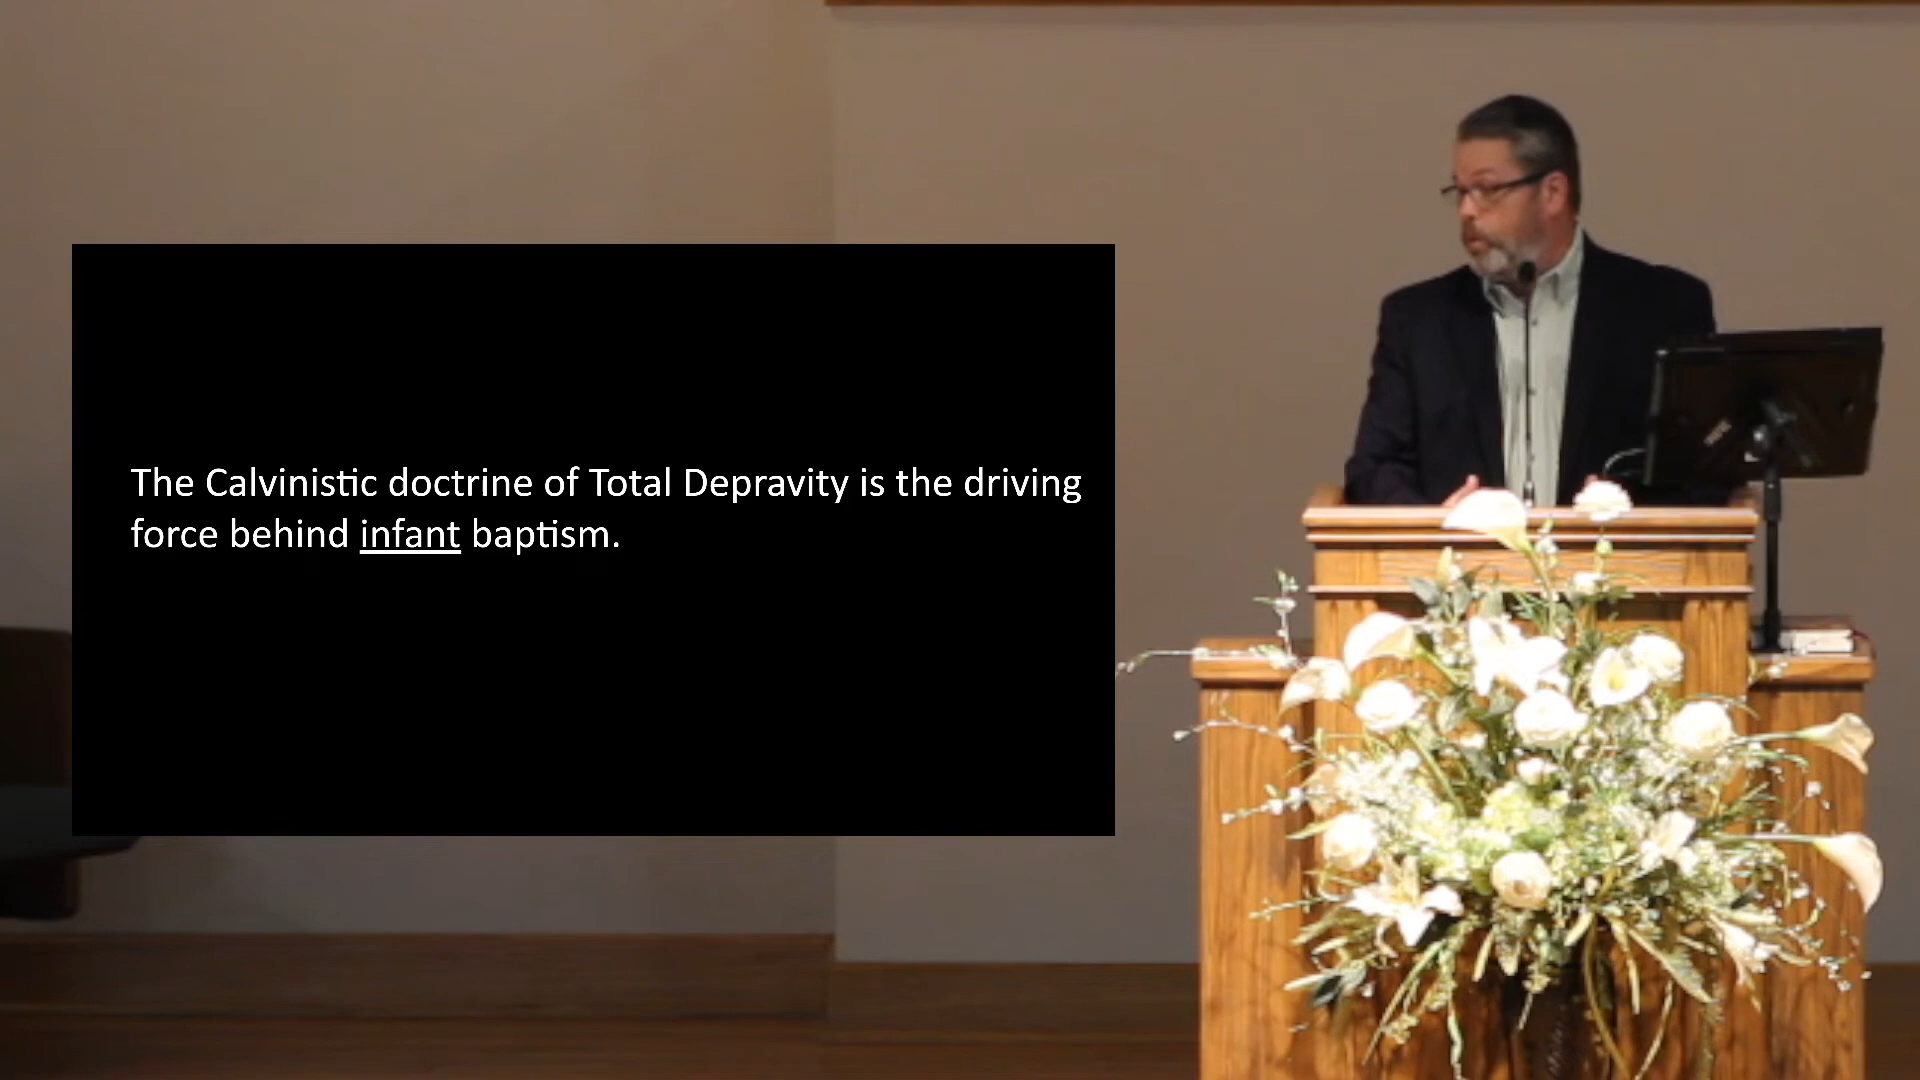 The Calvinistic doctrine of Total Depravity is the driving
force behind infant baptism.